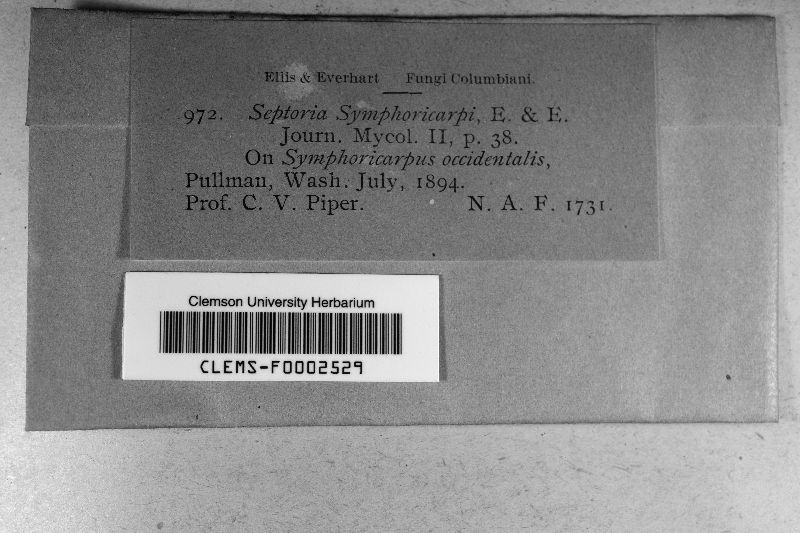 Ellis & Everhart Fungi Columbiani.
972. Septoria Symphoricarpi, E. & E.
Journ. Mycol. II, p. 38.
On Symphoricarpus occidentalis,
Pullman, Wash. July, 1894.
Prof. C. V. Piper. N. A. F. 1731.
Clemson University Herbarium
CLEMS-F0002529